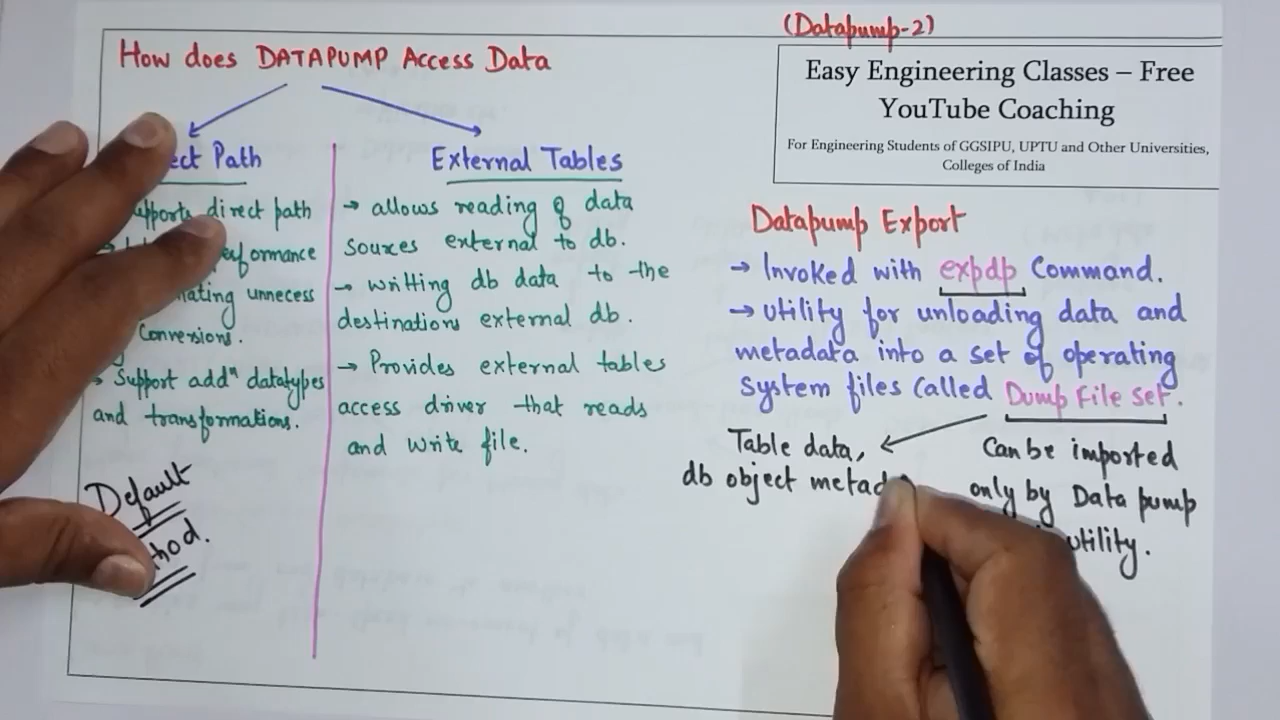 (Datapump-2)
How does DATAPUMP Access Data
Easy Engineering Classes – Free
YouTube Coaching
For Engineering Students of GGSIPU, UPTU and Other Universities,
Colleges of India
Path
direct path
unnecess
Conversions.
→ Support addⁿ datatypes
and transformations.
Default
External Tables
→ allows reading of data
sources external to db.
→ writting db data to the
destinations external db.
→ Provides external tables
access driver that reads
and write file.
Datapump Export
→ Invoked with expdp Command.
→ utility for unloading data and
metadata into a set of operating
system files called Dump File set.
Table data,
db object
Can be imported
only by Data pump
utility.